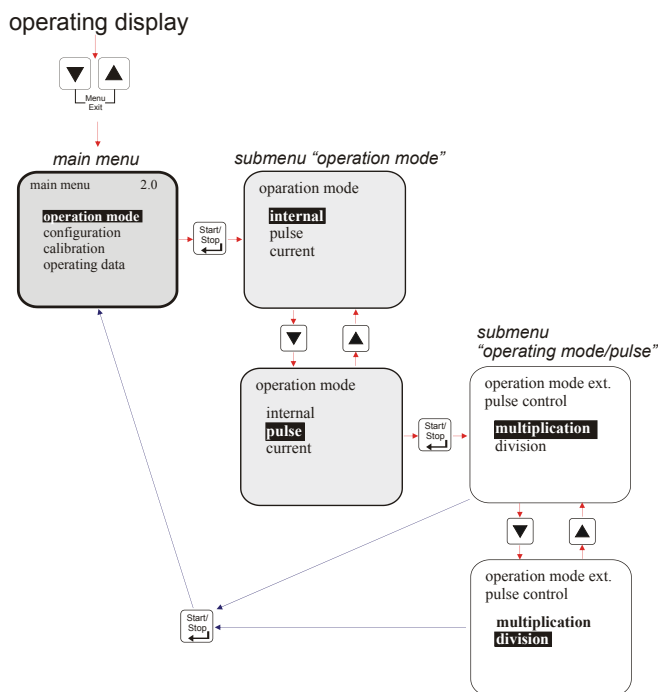 operating display
Menu
Exit
main menu
submenu “operation mode”
main menu 2.0
operation mode
configuration
calibration
operating data
Start/
Stop
oparation mode
internal
pulse
current
submenu
“operating mode/pulse”
operation mode
internal
pulse
current
Start/
Stop
operation mode ext.
pulse control
multiplication
division
operation mode ext.
pulse control
multiplication
division
Start/
Stop